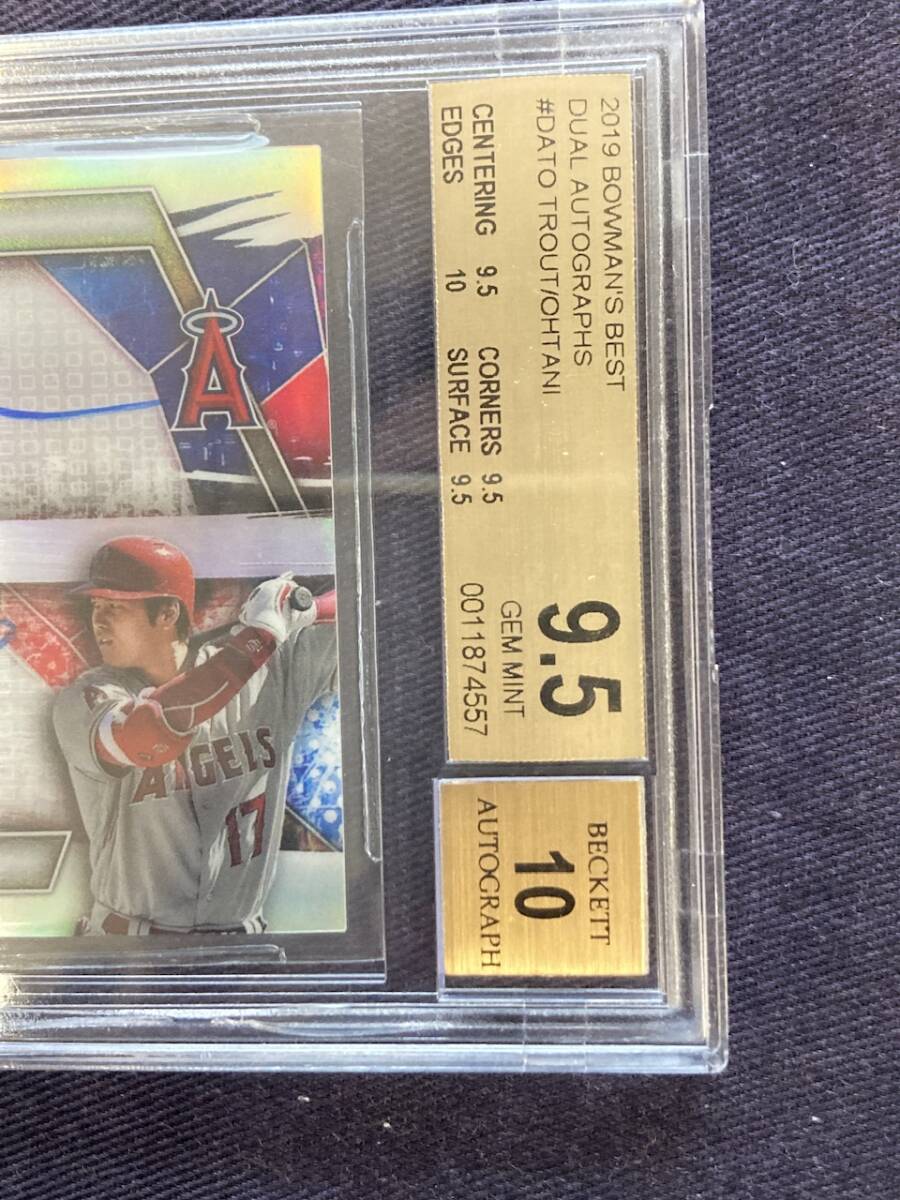 2019 BOWMAN'S BEST
DUAL AUTOGRAPHS
#DATO TROUT/OHTANI
CENTERING 9.5 CORNERS 9.5
EDGES 10 SURFACE 9.5
9.5
GEM MINT
0011874557
BECKETT
10
AUTOGRAPH
A
ANGELS
17